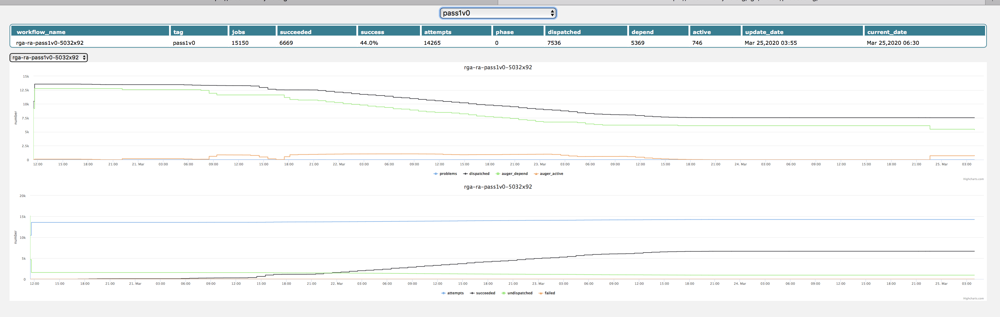 pass1v0
workflow_name tag jobs succeeded success attempts phase dispatched depend active update_date current_date
rga-ra-pass1v0-5032x92 pass1v0 15150 6669 44.0% 14265 0 7536 5369 746 Mar 25,2020 03:55 Mar 25,2020 06:30
rga-ra-pass1v0-5032x92
rga-ra-pass1v0-5032x92
number
15k
12.5k
10k
7.5k
5k
2.5k
0
12:00 15:00 18:00 21:00 21. Mar 03:00 06:00 09:00 12:00 15:00 18:00 21:00 22. Mar 03:00 06:00 09:00 12:00 15:00 18:00 21:00 23. Mar 03:00 06:00 09:00 12:00 15:00 18:00 21:00 24. Mar 03:00 06:00 09:00 12:00 15:00 18:00 21:00 25. Mar 03:00
problems dispatched auger_depend auger_active
Highcharts.com
rga-ra-pass1v0-5032x92
number
20k
15k
10k
5k
0
12:00 15:00 18:00 21:00 21. Mar 03:00 06:00 09:00 12:00 15:00 18:00 21:00 22. Mar 03:00 06:00 09:00 12:00 15:00 18:00 21:00 23. Mar 03:00 06:00 09:00 12:00 15:00 18:00 21:00 24. Mar 03:00 06:00 09:00 12:00 15:00 18:00 21:00 25. Mar 03:00
attempts succeeded undispatched failed
Highcharts.com